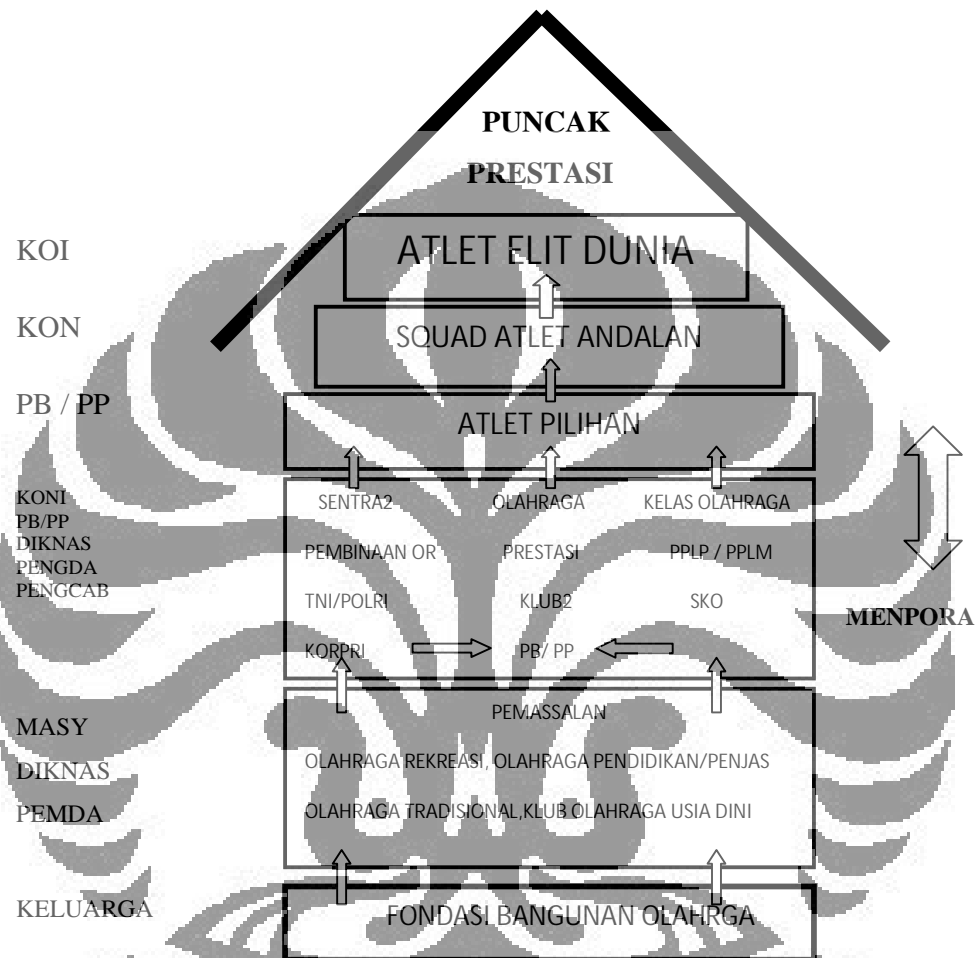 PUNCAK
PRESTASI
KOI
ATLET ELIT DUNIA
KON
SQUAD ATLET ANDALAN
PB / PP
ATLET PILIHAN
KONI
PB/PP
DIKNAS
PENGDA
PENGCAB
SENTRA2 OLAHRAGA KELAS OLAHRAGA
PEMBINAAN OR PRESTASI PPLP / PPLM
TNI/POLRI KLUB2 SKO
KORPRI PB/ PP
MENPORA
MASY
DIKNAS
PEMDA
PEMASSALAN
OLAHRAGA REKREASI, OLAHRAGA PENDIDIKAN/PENJAS
OLAHRAGA TRADISIONAL,KLUB OLAHRAGA USIA DINI
KELUARGA
FONDASI BANGUNAN OLAHRGA